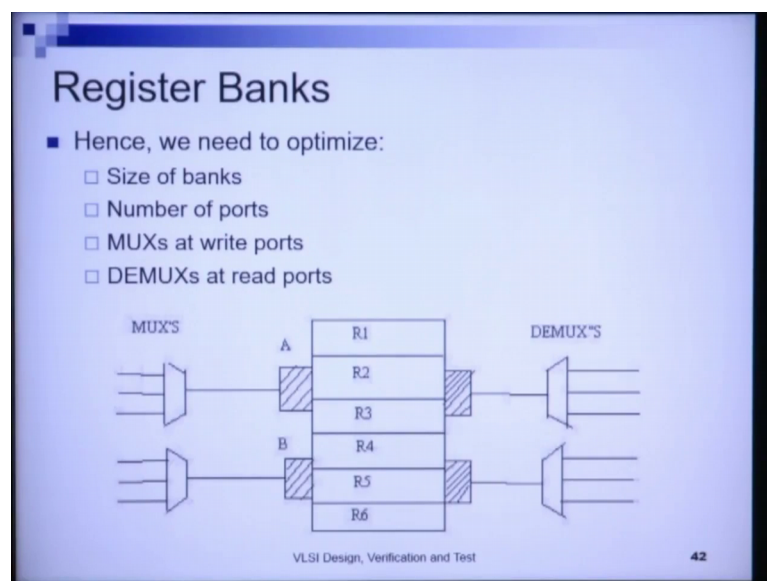 Register Banks
Hence, we need to optimize:
Size of banks
Number of ports
MUXs at write ports
DEMUXs at read ports
MUX'S
DEMUX"S
A
B
R1
R2
R3
R4
R5
R6
VLSI Design, Verification and Test
42